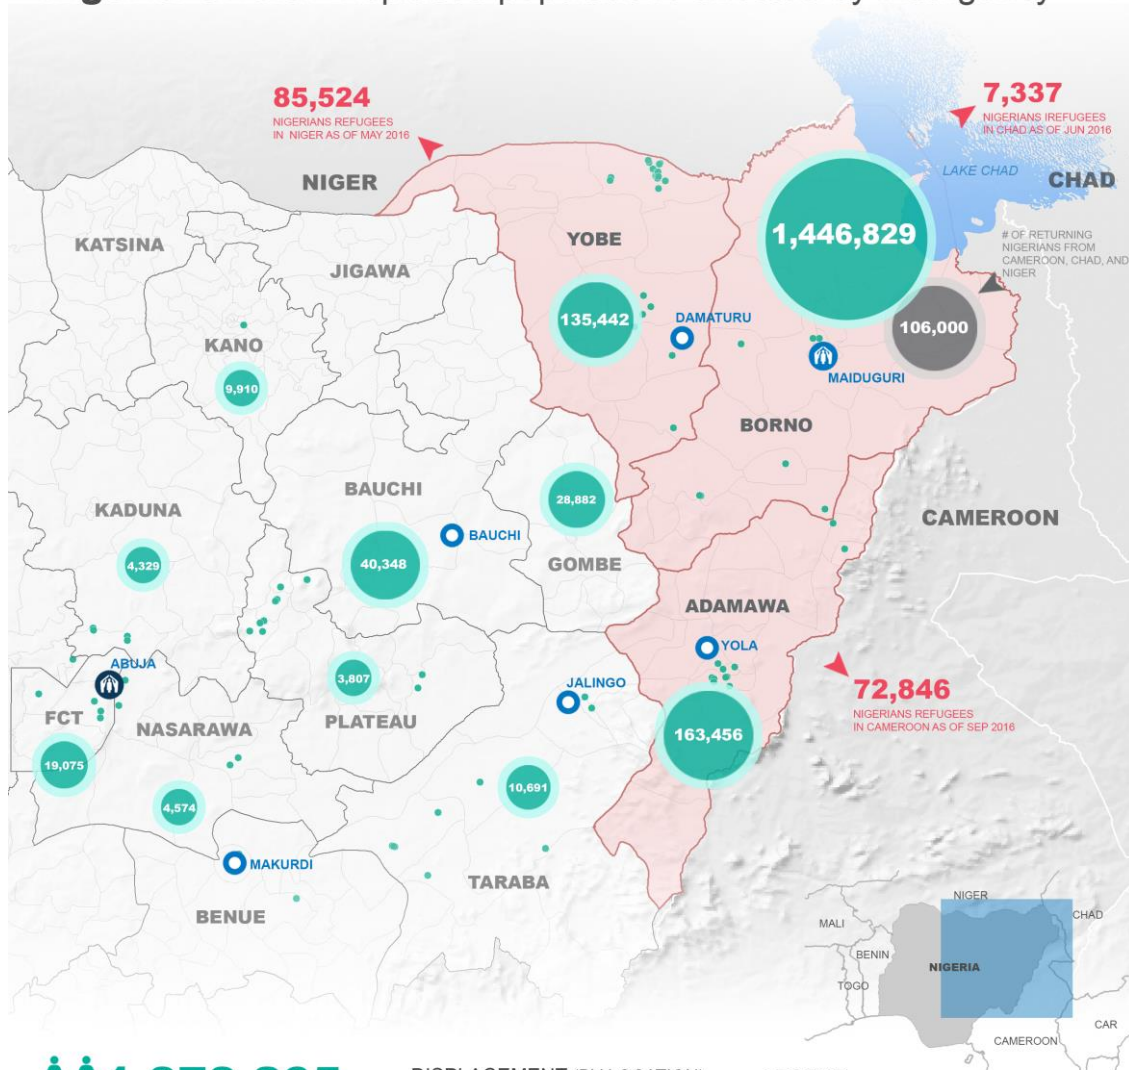 85,524
NIGERIANS REFUGEES
IN NIGER AS OF MAY 2016
7,337
NIGERIANS IREFUGEES
IN CHAD AS OF JUN 2016
NIGER
LAKE CHAD
CHAD
KATSINA
JIGAWA
YOBE
1,446,829
# OF RETURNING
NIGERIANS FROM
CAMEROON, CHAD, AND
NIGER
135,442
DAMATURU
106,000
KANO
9,910
MAIDUGURI
BORNO
BAUCHI
28,882
KADUNA
BAUCHI
CAMEROON
4,329
40,348
GOMBE
ADAMAWA
YOLA
ABUJA
3,807
JALINGO
72,846
NIGERIANS REFUGEES
IN CAMEROON AS OF SEP 2016
FCT
NASARAWA
PLATEAU
163,456
19,075
4,574
10,691
MAKURDI
TARABA
BENUE
NIGER
MALI
CHAD
BENIN
NIGERIA
TOGO
CAR
CAMEROON